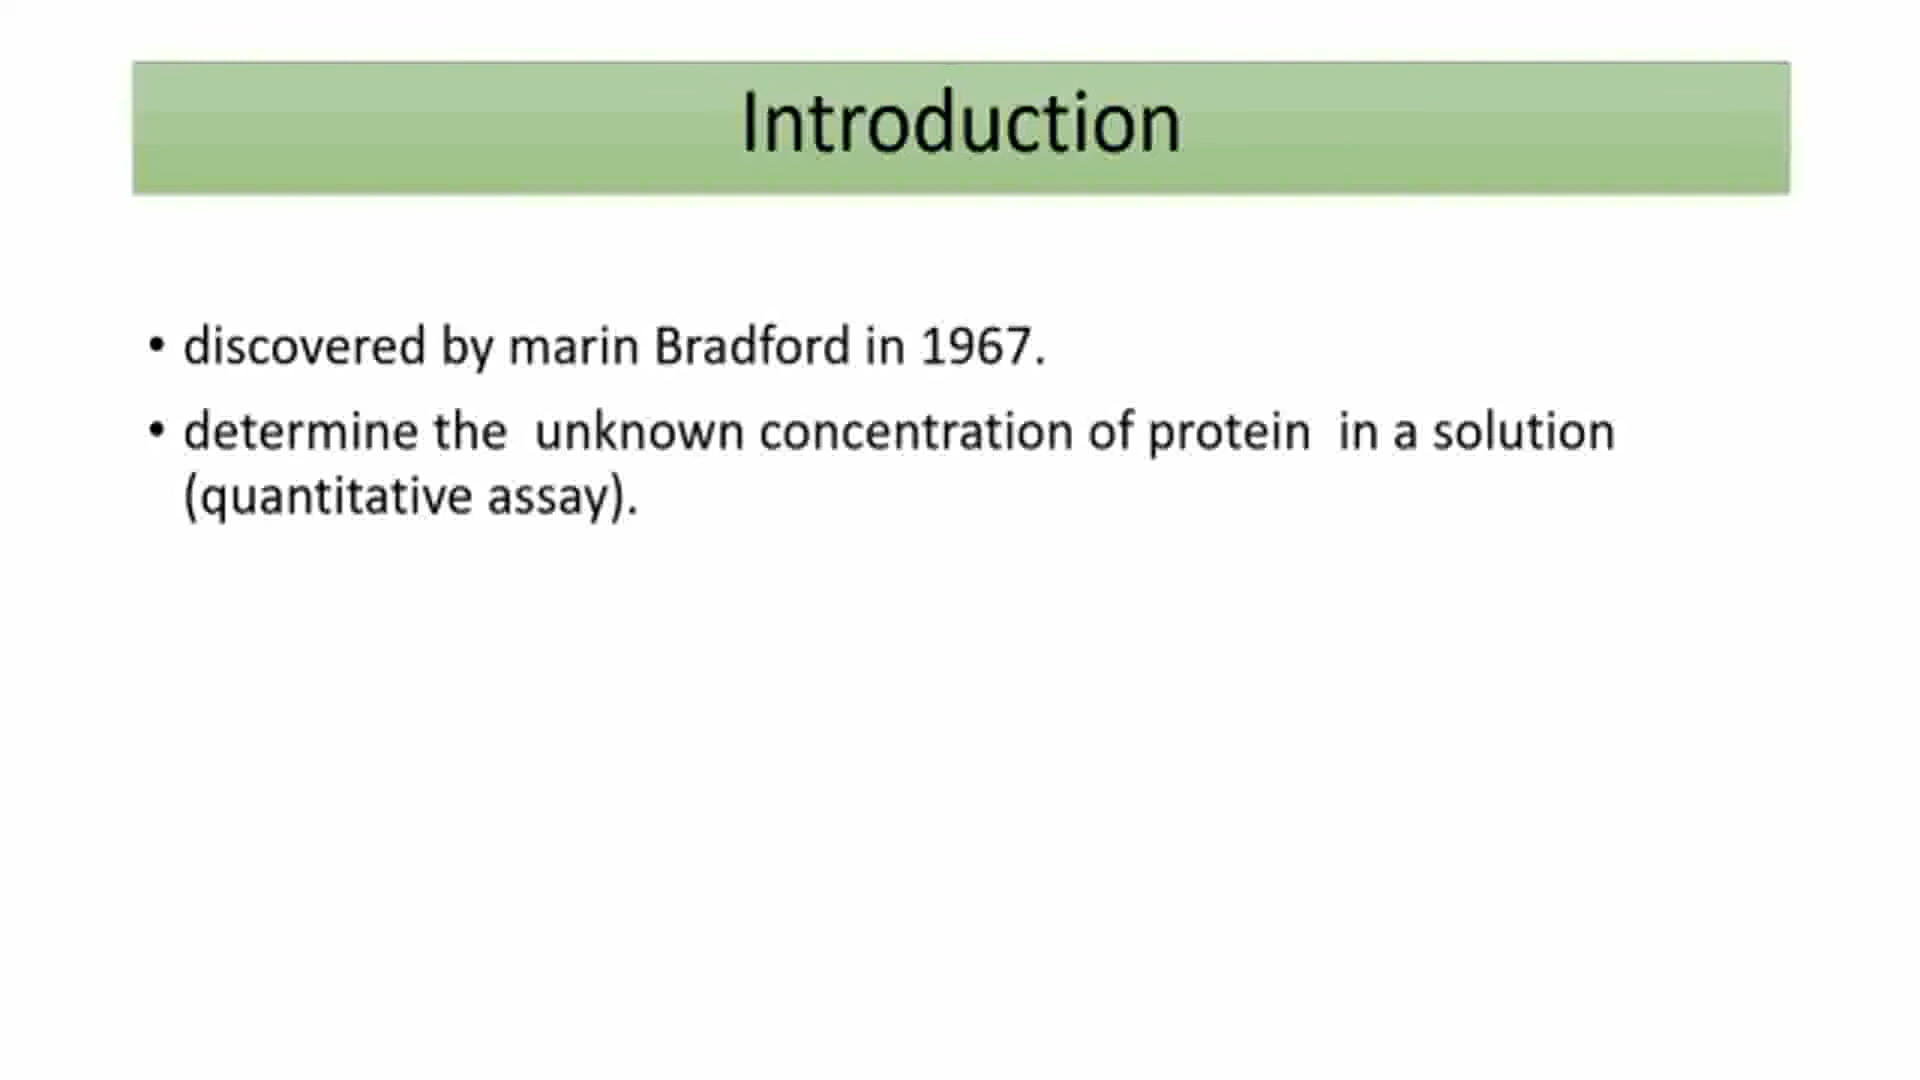 Introduction
• discovered by marin Bradford in 1967.
• determine the  unknown concentration of protein  in a solution
(quantitative assay).